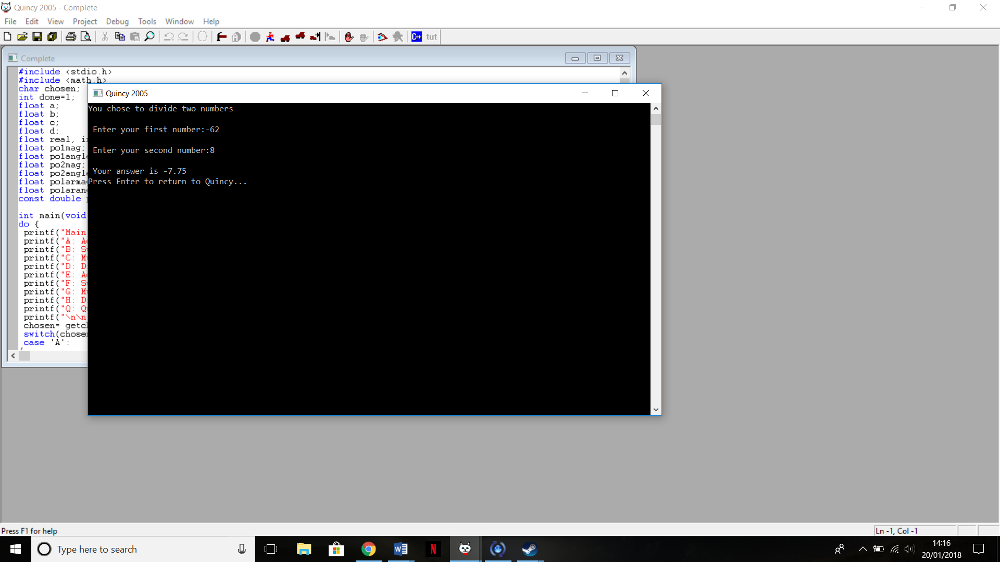 Quincy 2005 - Complete
File Edit View Project Debug Tools Window Help
C++ tut
Complete
#include <stdio.h>
#include <math.h>
char chosen;
int done=1;
float a;
float b;
float c;
float d;
float real, i
float po1mag;
float po1angl
float po2mag;
float po2angl
float polarma
float polaran
const double
int main(void
do {
printf("Main
printf("A: A
printf("B: S
printf("C: M
printf("D: D
printf("E: A
printf("F: S
printf("G: M
printf("H: D
printf("Q: Q
printf("\n\n
chosen= getc
switch(chose
case 'A':
{
Quincy 2005
You chose to divide two numbers
Enter your first number:-62
Enter your second number:8
Your answer is -7.75
Press Enter to return to Quincy...
Press F1 for help
Ln -1, Col -1
Type here to search
W
N
14:16
20/01/2018